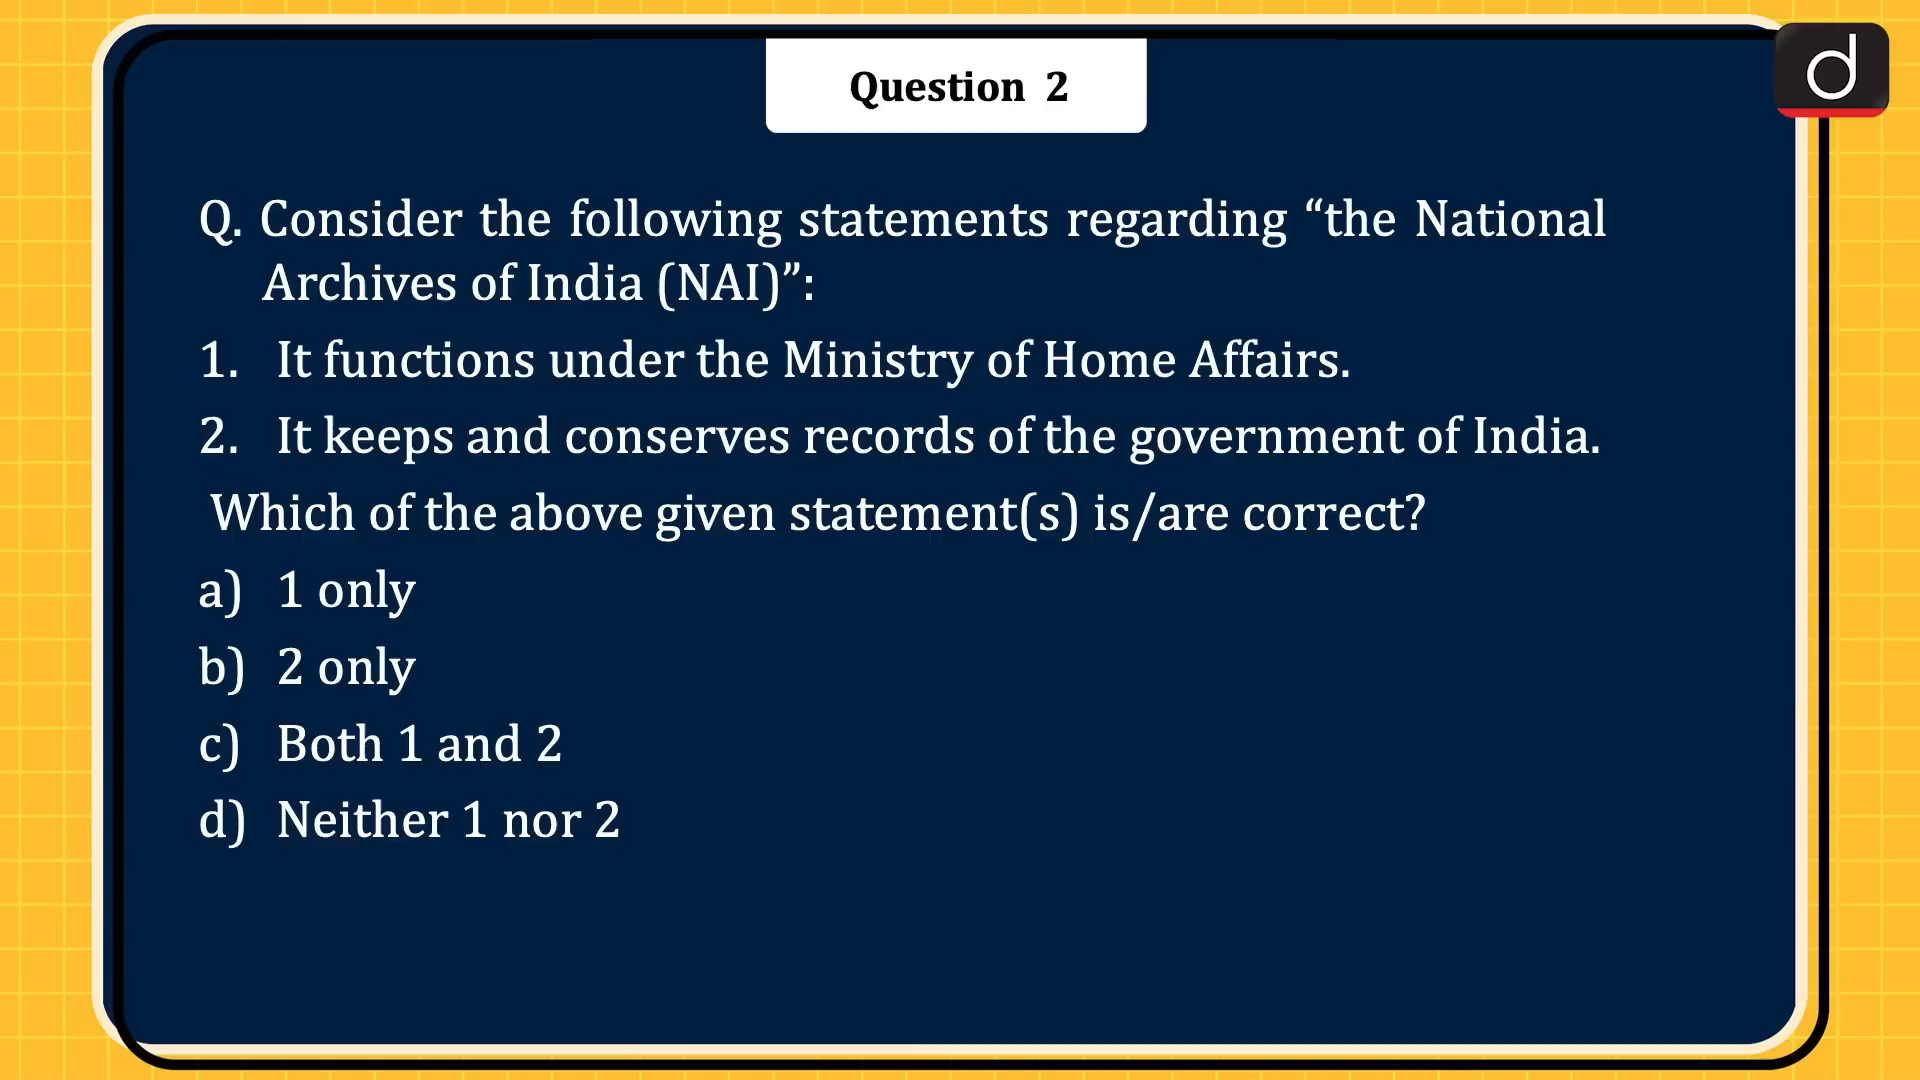 Question 2
Q. Consider the following statements regarding “the National
Archives of India (NAI)”:
1. It functions under the Ministry of Home Affairs.
2. It keeps and conserves records of the government of India.
Which of the above given statement(s) is/are correct?
a) 1 only
b) 2 only
c) Both 1 and 2
d) Neither 1 nor 2